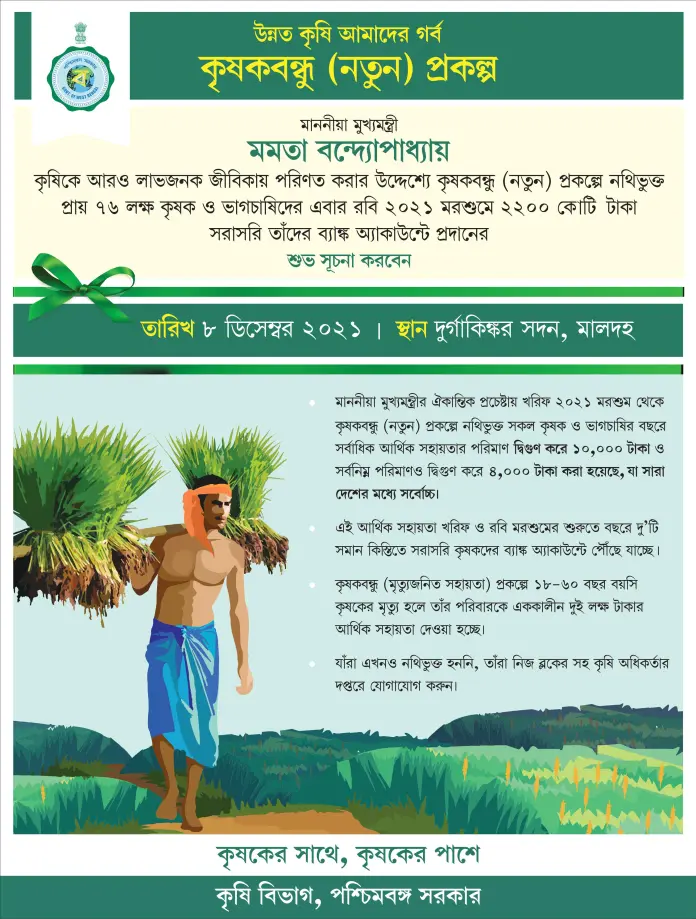 উন্নত কৃষি আমাদের গর্ব
কৃষকবন্ধু (নতুন) প্রকল্প
মাননীয়া মুখ্যমন্ত্রী
মমতা বন্দ্যোপাধ্যায়
কৃষিকে আরও লাভজনক জীবিকায় পরিণত করার উদ্দেশ্যে কৃষকবন্ধু (নতুন) প্রকল্পে নথিভুক্ত
প্রায় ৭৬ লক্ষ কৃষক ও ভাগচাষিদের এবার রবি ২০২১ মরশুমে ২২০০ কোটি টাকা
সরাসরি তাঁদের ব্যাঙ্ক অ্যাকাউন্টে প্রদানের
শুভ সূচনা করবেন
তারিখ ৮ ডিসেম্বর ২০২১ । স্থান দুর্গাকিঙ্কর সদন, মালদহ
মাননীয়া মুখ্যমন্ত্রীর ঐকান্তিক প্রচেষ্টায় খরিফ ২০২১ মরশুম থেকে
কৃষকবন্ধু (নতুন) প্রকল্পে নথিভুক্ত সকল কৃষক ও ভাগচাষির বছরে
সর্বাধিক আর্থিক সহায়তার পরিমাণ দ্বিগুণ করে ১০,০০০ টাকা ও
সর্বনিম্ন পরিমাণও দ্বিগুণ করে ৪,০০০ টাকা করা হয়েছে, যা সারা
দেশের মধ্যে সর্বোচ্চ।
এই আর্থিক সহায়তা খরিফ ও রবি মরশুমের শুরুতে বছরে দু'টি
সমান কিস্তিতে সরাসরি কৃষকদের ব্যাঙ্ক অ্যাকাউন্টে পৌঁছে যাচ্ছে।
কৃষকবন্ধু (মৃত্যুজনিত সহায়তা) প্রকল্পে ১৮-৬০ বছর বয়সি
কৃষকের মৃত্যু হলে তাঁর পরিবারকে এককালীন দুই লক্ষ টাকার
আর্থিক সহায়তা দেওয়া হচ্ছে।
যাঁরা এখনও নথিভুক্ত হননি, তাঁরা নিজ ব্লকের সহ কৃষি অধিকর্তার
দপ্তরে যোগাযোগ করুন।
কৃষকের সাথে, কৃষকের পাশে
কৃষি বিভাগ, পশ্চিমবঙ্গ সরকার